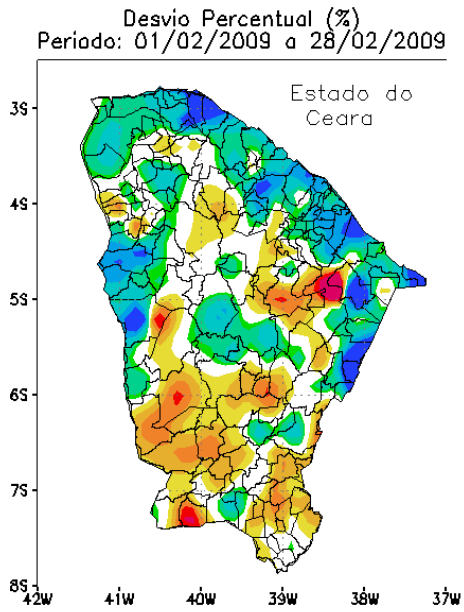 Desvio Percentual (%)
Periodo: 01/02/2009 a 28/02/2009
Estado do
Ceara
3S
4S
5S
6S
7S
8S
42W 41W 40W 39W 38W 37W